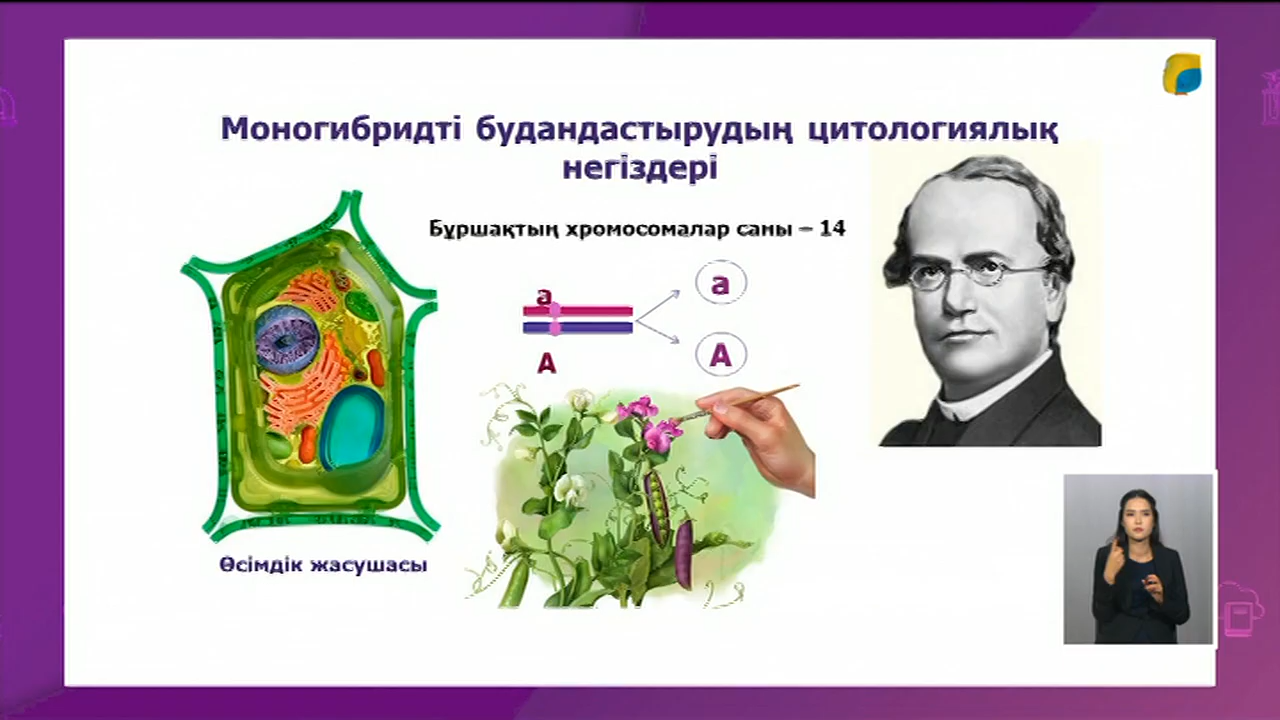 Моногибридті будандастырудың цитологиялық
негіздері
Бұршақтың хромосомалар саны – 14
а
а
А
А
Өсімдік жасушасы